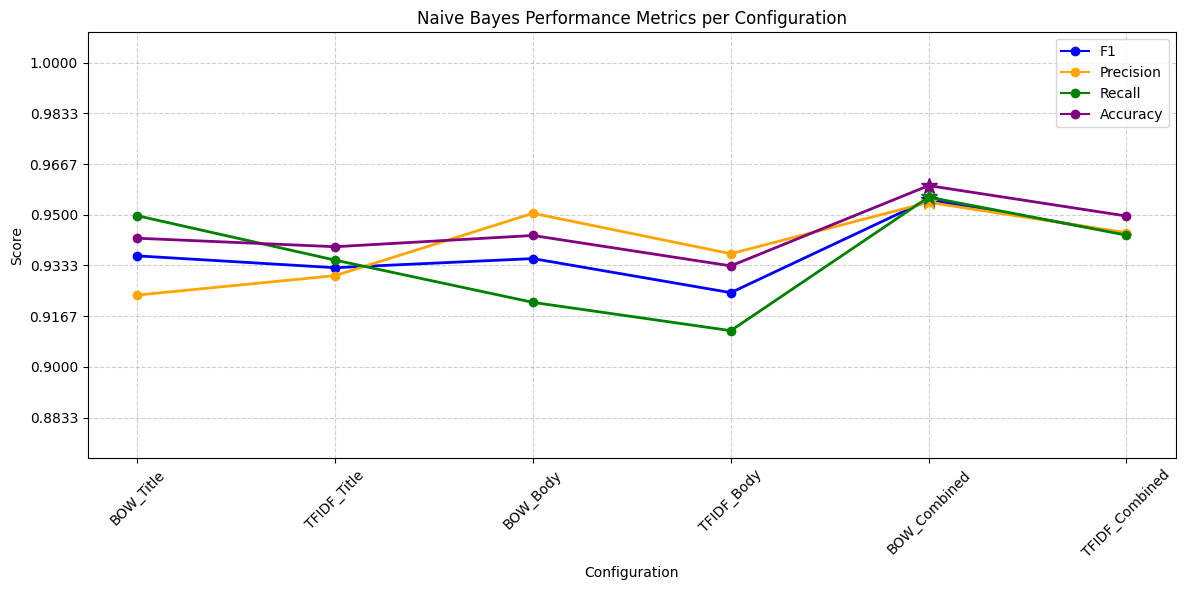 Naive Bayes Performance Metrics per Configuration
F1
Precision
Recall
Accuracy
Score
1.0000
0.9833
0.9667
0.9500
0.9333
0.9167
0.9000
0.8833
BOW_Title
TFIDF_Title
BOW_Body
TFIDF_Body
BOW_Combined
TFIDF_Combined
Configuration